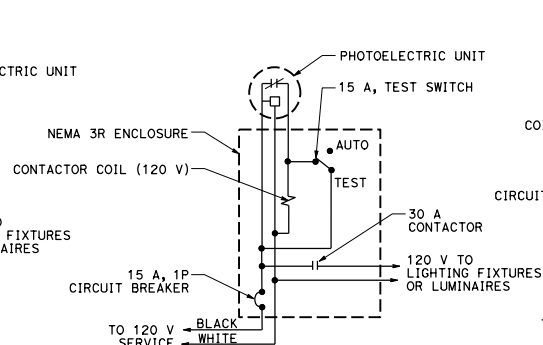 PHOTOELECTRIC UNIT
CTRIC UNIT
15 A, TEST SWITCH
NEMA 3R ENCLOSURE
AUTO
CONTACTOR COIL (120 V)
TEST
CIRCUIT
30 A
CONTACTOR
FIXTURES
AIRES
120 V TO
LIGHTING FIXTURES
OR LUMINAIRES
15 A, 1P
CIRCUIT BREAKER
TO 120 V
SERVICE
BLACK
WHITE